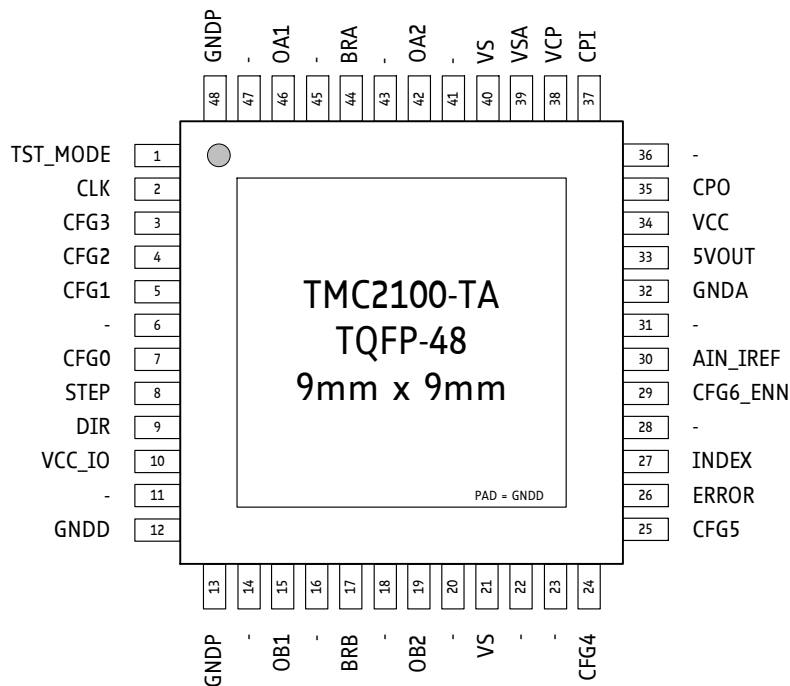 GNDP - OA1 - BRA - OA2 - VS VSA VCP CPI
48 47 46 45 44 43 42 41 40 39 38 37
TST_MODE 1
CLK 2
CFG3 3
CFG2 4
CFG1 5
- 6
CFG0 7
STEP 8
DIR 9
VCC_IO 10
- 11
GNDD 12
TMC2100-TA
TQFP-48
9mm x 9mm
PAD = GNDD
36 -
35 CPO
34 VCC
33 5VOUT
32 GNDA
31 -
30 AIN_IREF
29 CFG6_ENN
28 -
27 INDEX
26 ERROR
25 CFG5
13 14 15 16 17 18 19 20 21 22 23 24
GNDP - OB1 - BRB - OB2 - VS - - CFG4